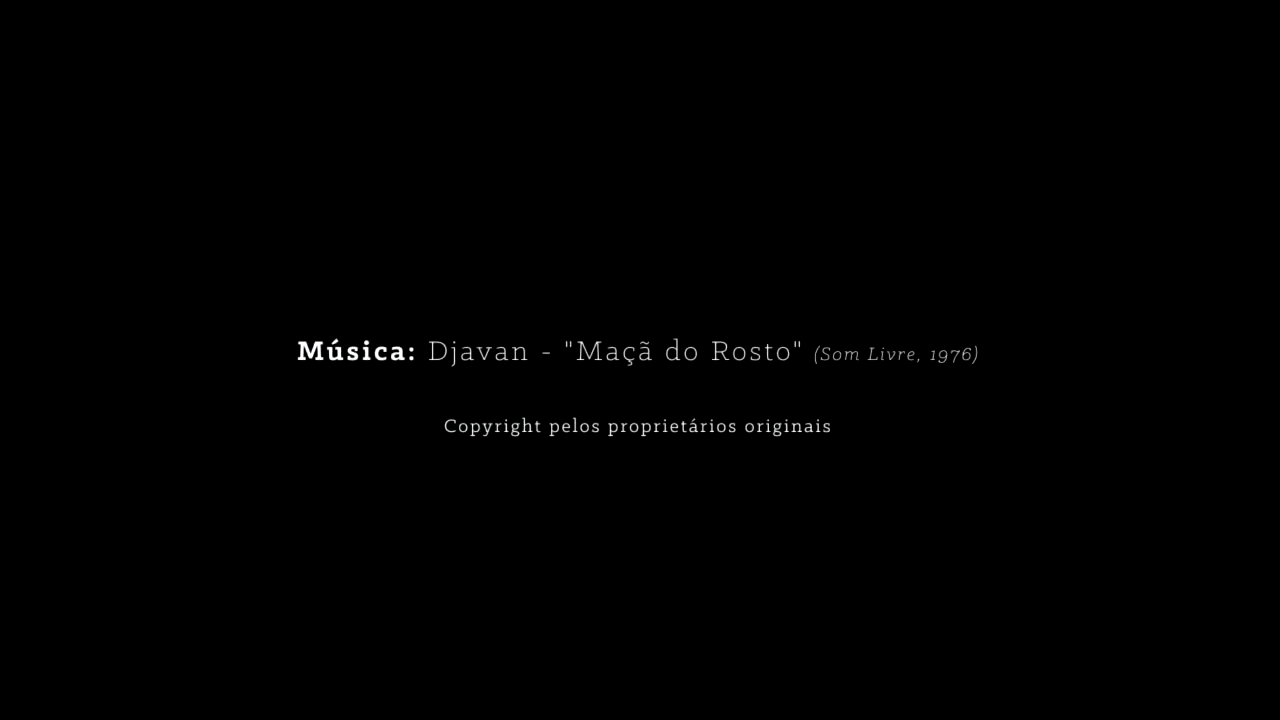 Música: Djavan - "Maçã do Rosto" (Som Livre, 1976)
Copyright pelos proprietários originais